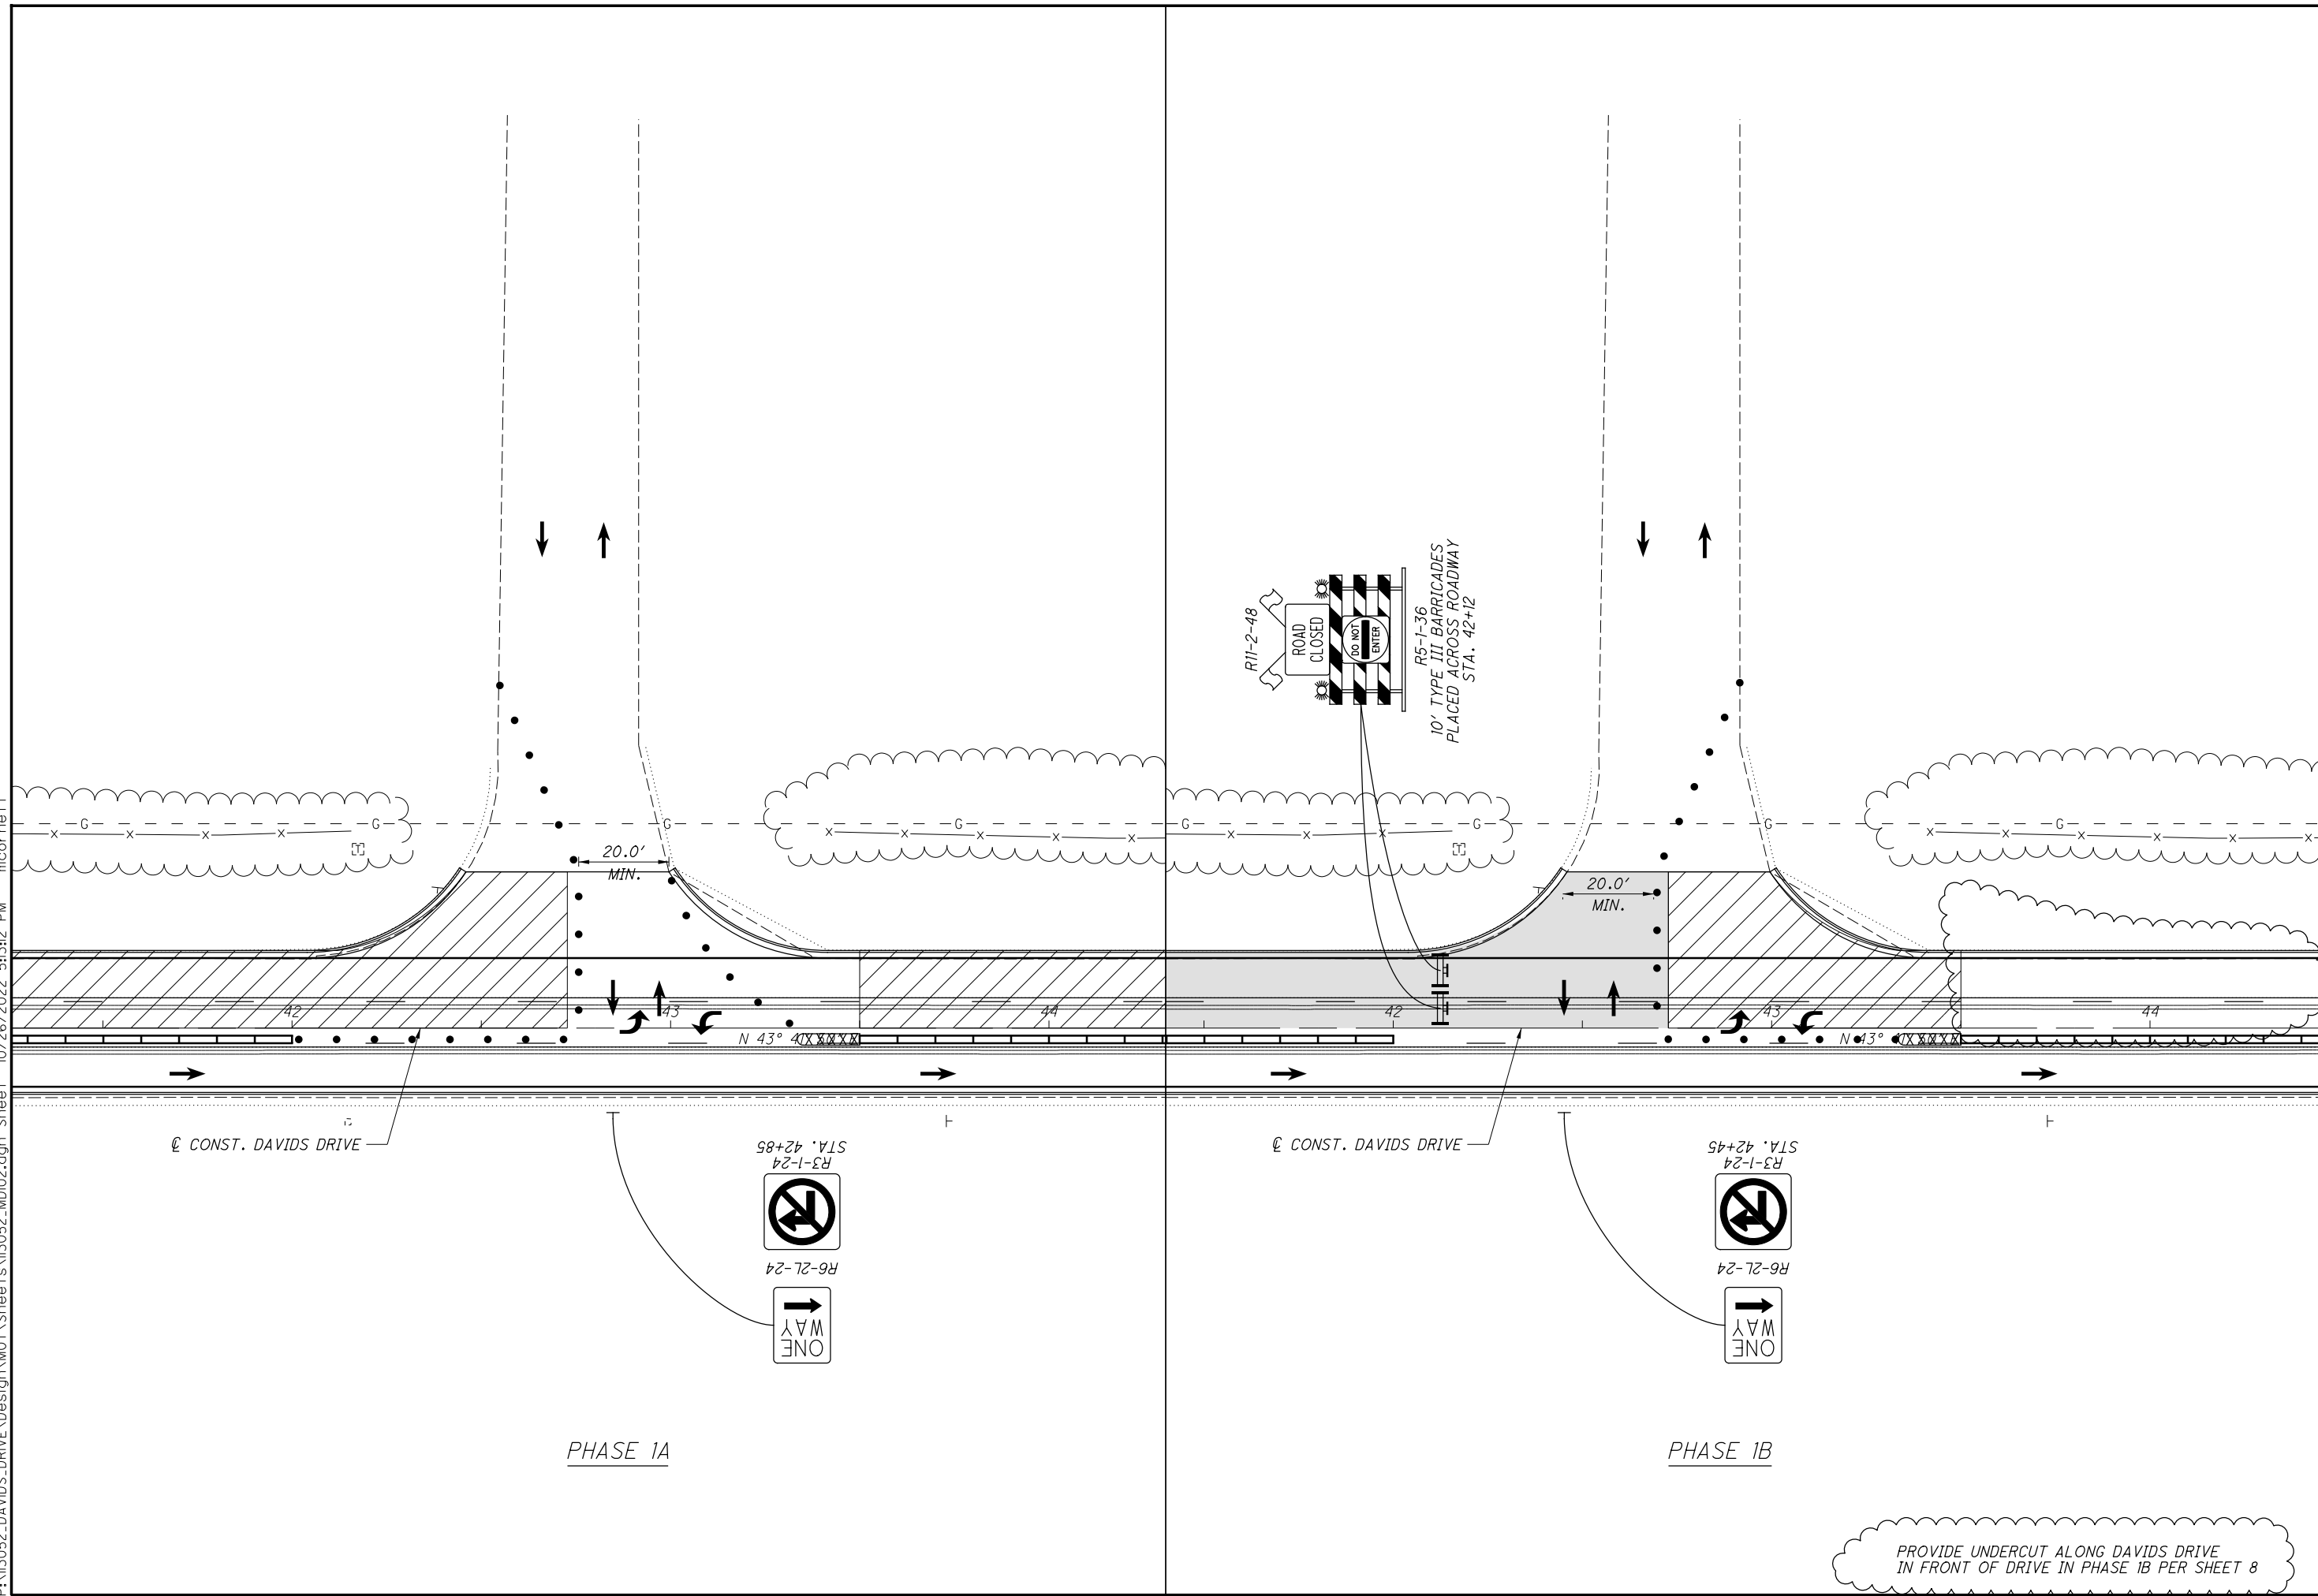 G
G
G
G
20.0'
MIN.
42
43
44
N 43°
℄ CONST. DAVIDS DRIVE
STA. 42+85
R3-1-24
R6-2L-24
ONE
WAY
PHASE 1A
R11-2-48
ROAD
CLOSED
DO NOT
ENTER
R5-1-36
10' TYPE III BARRICADES
PLACED ACROSS ROADWAY
STA. 42+12
G
G
G
G
20.0'
MIN.
42
43
44
N 43°
℄ CONST. DAVIDS DRIVE
STA. 42+45
R3-1-24
R6-2L-24
ONE
WAY
PHASE 1B
PROVIDE UNDERCUT ALONG DAVIDS DRIVE
IN FRONT OF DRIVE IN PHASE 1B PER SHEET 8